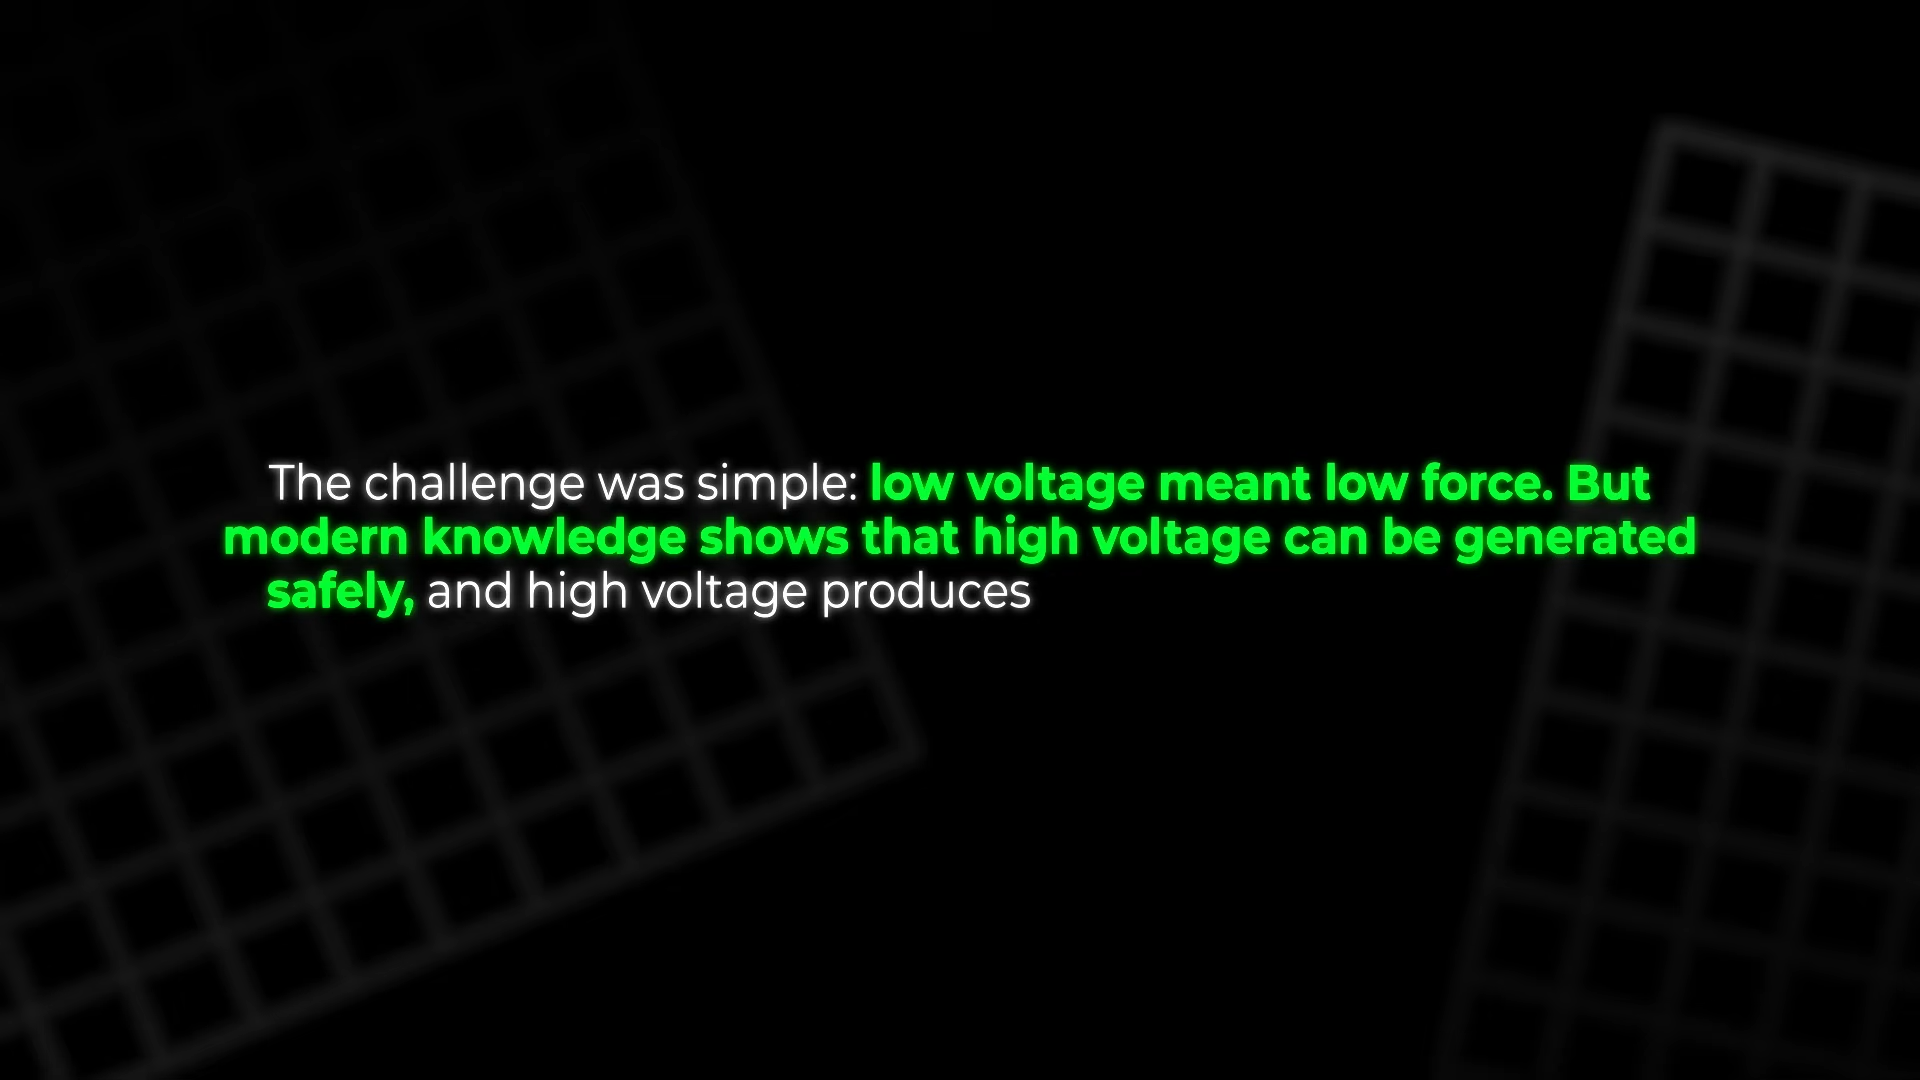 The challenge was simple: low voltage meant low force. But
modern knowledge shows that high voltage can be generated
safely, and high voltage produces